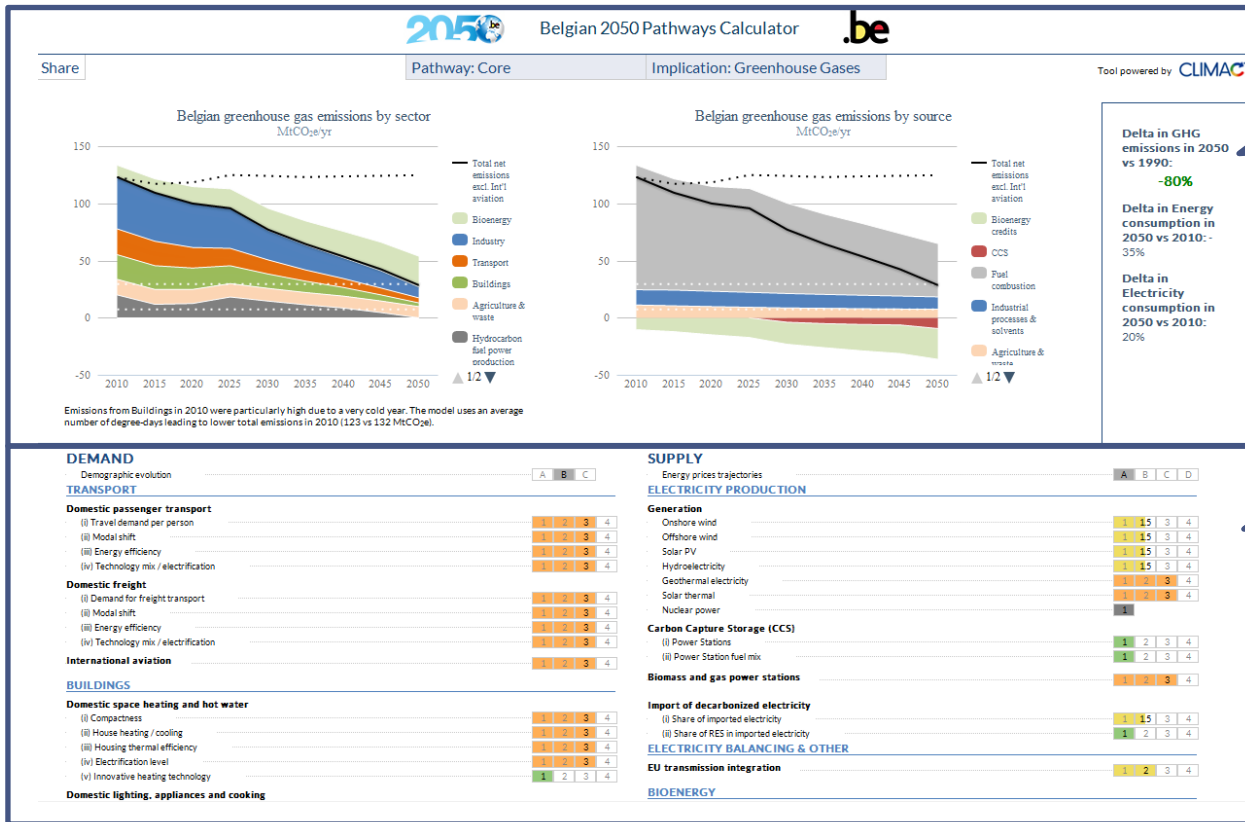 2050.be
Belgian 2050 Pathways Calculator
.be
Share
Pathway: Core
Implication: Greenhouse Gases
Tool powered by CLIMAC
Belgian greenhouse gas emissions by sector
MtCO₂e/yr
150
100
50
0
-50
2010 2015 2020 2025 2030 2035 2040 2045 2050
Total net
emissions
excl. Int'l
aviation
Bioenergy
Industry
Transport
Buildings
Agriculture &
waste
Hydrocarbon
fuel power
production
1/2
Emissions from Buildings in 2010 were particularly high due to a very cold year. The model uses an average
number of degree-days leading to lower total emissions in 2010 (123 vs 132 MtCO₂e).
Belgian greenhouse gas emissions by source
MtCO₂e/yr
150
100
50
0
-50
2010 2015 2020 2025 2030 2035 2040 2045 2050
Total net
emissions
excl. Int'l
aviation
Bioenergy
credits
CCS
Fuel
combustion
Industrial
processes &
solvents
Agriculture &
waste
1/2
Delta in GHG
emissions in 2050
vs 1990:
-80%
Delta in Energy
consumption in
2050 vs 2010: -
35%
Delta in
Electricity
consumption in
2050 vs 2010:
20%
DEMAND
Demographic evolution A B C
TRANSPORT
Domestic passenger transport
(i) Travel demand per person 1 2 3 4
(ii) Modal shift 1 2 3 4
(iii) Energy efficiency 1 2 3 4
(iv) Technology mix / electrification 1 2 3 4
Domestic freight
(i) Demand for freight transport 1 2 3 4
(ii) Modal shift 1 2 3 4
(iii) Energy efficiency 1 2 3 4
(iv) Technology mix / electrification 1 2 3 4
International aviation 1 2 3 4
BUILDINGS
Domestic space heating and hot water
(i) Compactness 1 2 3 4
(ii) House heating / cooling 1 2 3 4
(iii) Housing thermal efficiency 1 2 3 4
(iv) Electrification level 1 2 3 4
(v) Innovative heating technology 1 2 3 4
Domestic lighting, appliances and cooking
SUPPLY
Energy prices trajectories A B C D
ELECTRICITY PRODUCTION
Generation
Onshore wind 1 1.5 3 4
Offshore wind 1 1.5 3 4
Solar PV 1 1.5 3 4
Hydroelectricity 1 1.5 3 4
Geothermal electricity 1 2 3 4
Solar thermal 1 2 3 4
Nuclear power 1
Carbon Capture Storage (CCS)
(i) Power Stations 1 2 3 4
(ii) Power Station fuel mix 1 2 3 4
Biomass and gas power stations 1 2 3 4
Import of decarbonized electricity
(i) Share of imported electricity 1 1.5 3 4
(ii) Share of RES in imported electricity 1 2 3 4
ELECTRICITY BALANCING & OTHER
EU transmission integration 1 2 3 4
BIOENERGY